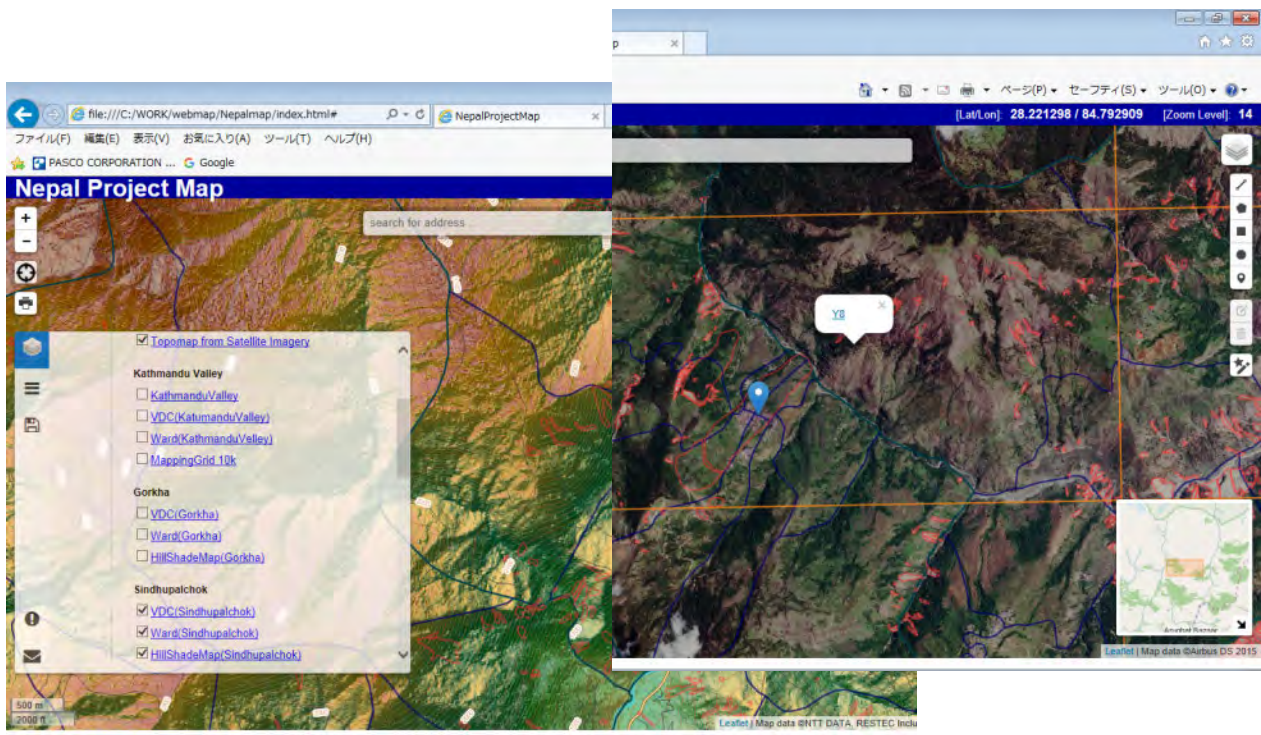 file:///C:/WORK/webmap/Nepalmap/index.html#
NepalProjectMap
ファイル(F) 編集(E) 表示(V) お気に入り(A) ツール(T) ヘルプ(H)
PASCO CORPORATION ... Google
Nepal Project Map
+
search for address
-
Topomap from Satellite Imagery
Kathmandu Valley
KathmanduValley
VDC(KatumanduValley)
Ward(KathmanduVelley)
MappingGrid 10k
Gorkha
VDC(Gorkha)
Ward(Gorkha)
HillShadeMap(Gorkha)
Sindhupalchok
VDC(Sindhupalchok)
Ward(Sindhupalchok)
HillShadeMap(Sindhupalchok)
500 m
2000 ft
Leaflet | Map data ©NTT DATA, RESTEC Inclu
p
ページ(P) セーフティ(S) ツール(O)
[Lat/Lon]: 28.221298 / 84.792909 [Zoom Level]: 14
Y8
Arughat Bazaar
Leaflet | Map data ©Airbus DS 2015